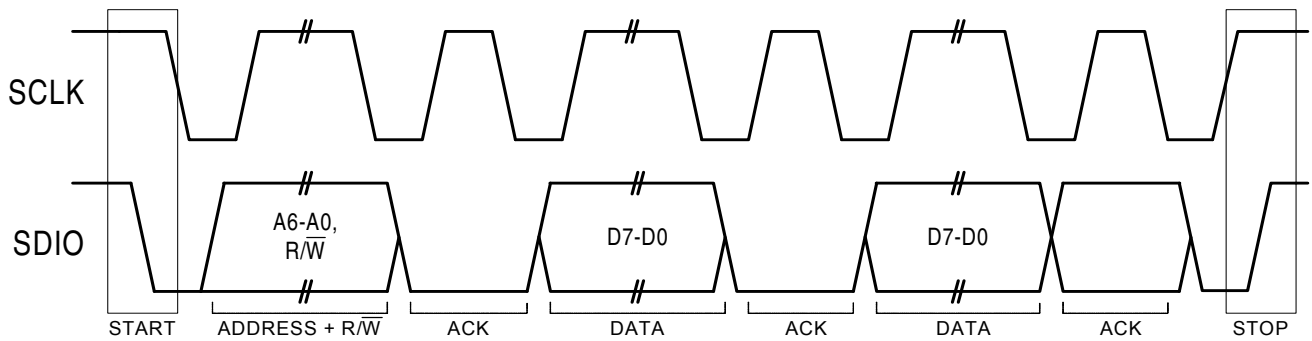 SCLK
SDIO
A6-A0,
R/W̅
D7-D0
D7-D0
START
ADDRESS + R/W̅
ACK
DATA
ACK
DATA
ACK
STOP